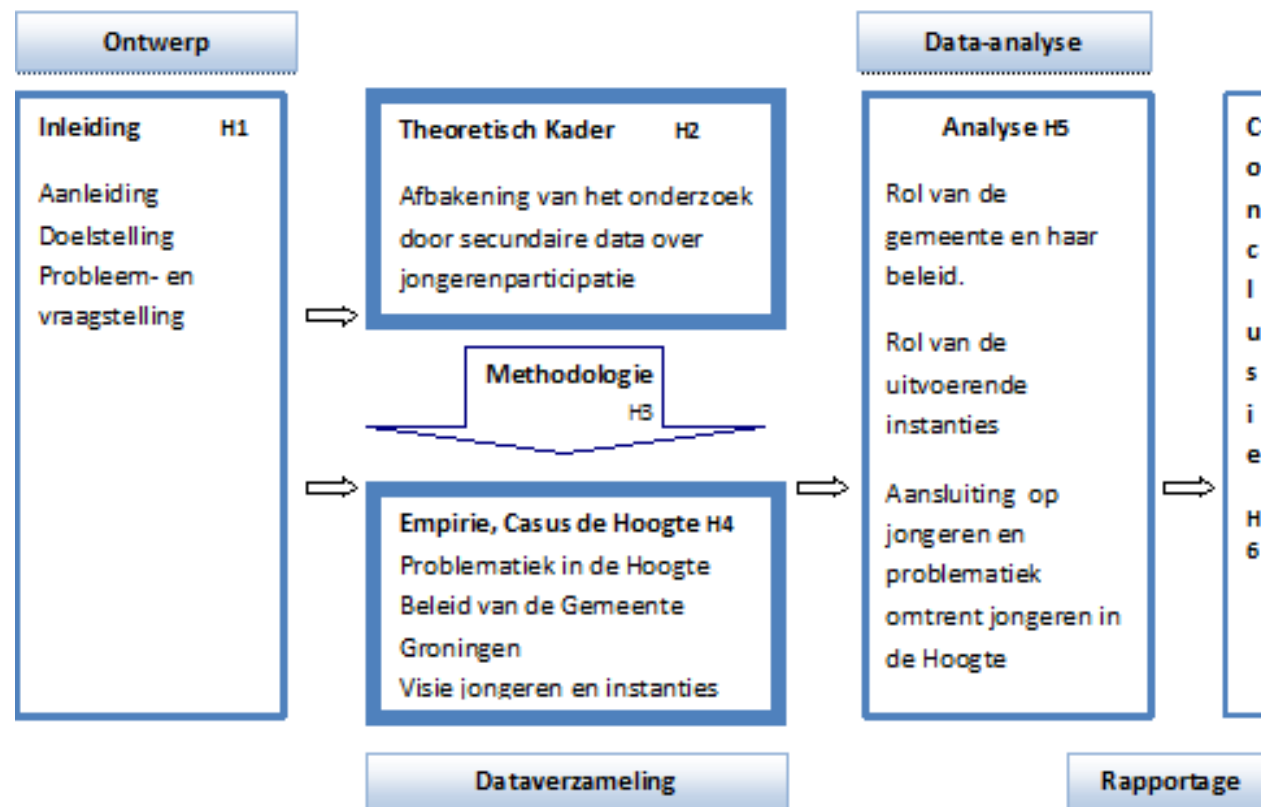 Ontwerp
Data-analyse
Inleiding H1
Aanleiding
Doelstelling
Probleem- en
vraagstelling
Theoretisch Kader H2
Afbakening van het onderzoek
door secundaire data over
jongerenparticipatie
Methodologie
H3
Empirie, Casus de Hoogte H4
Problematiek in de Hoogte
Beleid van de Gemeente
Groningen
Visie jongeren en instanties
Analyse H5
Rol van de
gemeente en haar
beleid.
Rol van de
uitvoerende
instanties
Aansluiting op
jongeren en
problematiek
omtrent jongeren in
de Hoogte
C
o
n
c
l
u
s
i
e
H
6
Dataverzameling
Rapportage